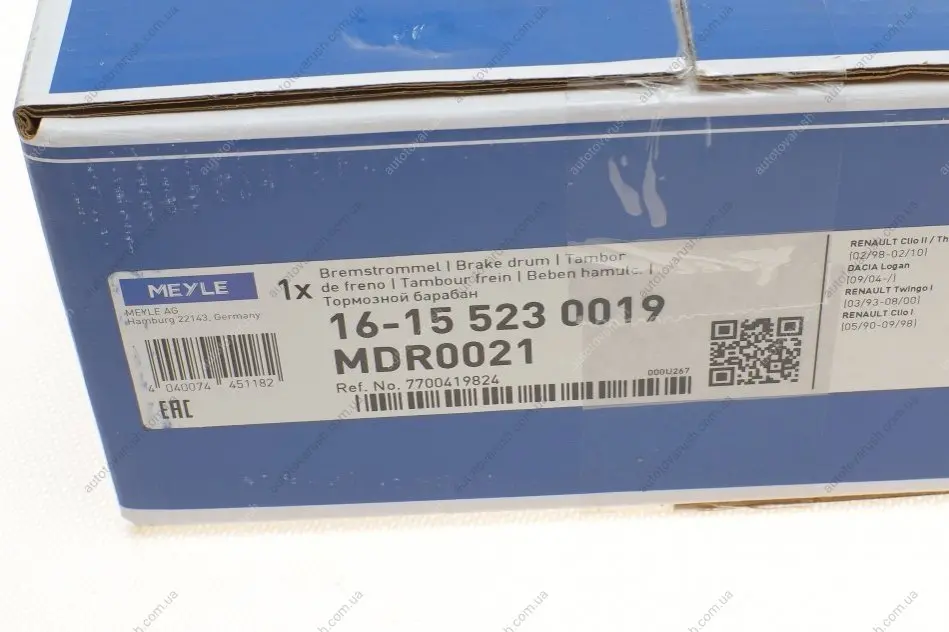 MEYLE
MEYLE AG
Hamburg 22143, Germany
1x
Bremstrommel | Brake drum | Tambor
de freno | Tambour frein | Beben hamulc. |
Тормозной барабан
16-15 523 0019
MDR0021
Ref. No. 7700419824
000U267
4 040074 451182
EAC
RENAULT Clio II / Th
(02/98-02/10)
DACIA Logan
(09/04-/)
RENAULT Twingo I
(03/93-08/00)
RENAULT Clio I
(05/90-09/98)
autotovarush.com.ua